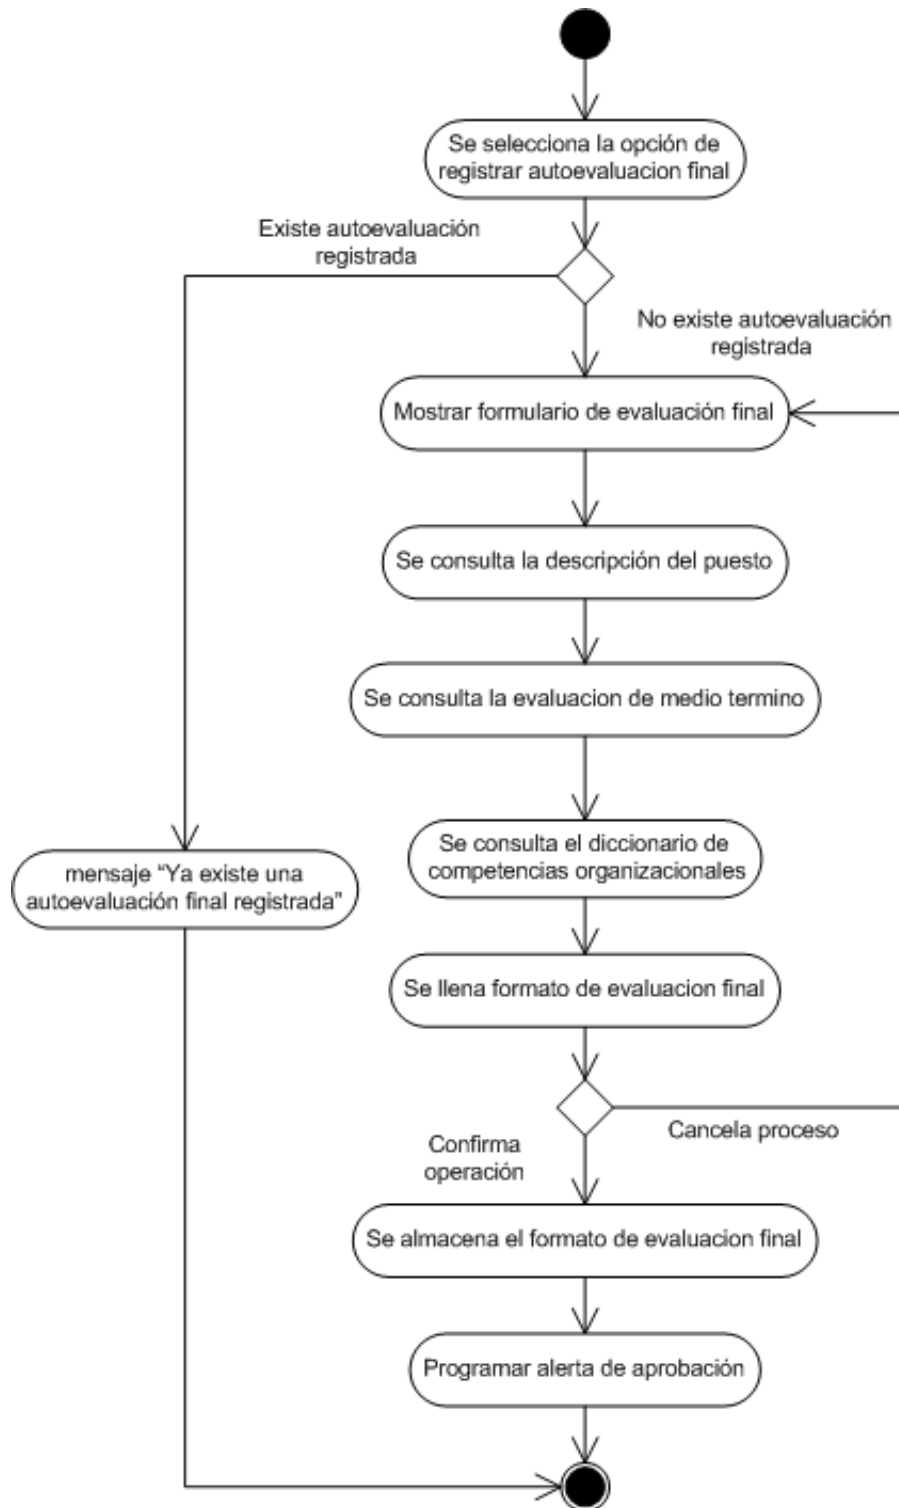 Se selecciona la opción de
registrar autoevaluacion final
Existe autoevaluación
registrada
No existe autoevaluación
registrada
Mostrar formulario de evaluación final
Se consulta la descripción del puesto
Se consulta la evaluacion de medio termino
Se consulta el diccionario de
competencias organizacionales
mensaje “Ya existe una
autoevaluación final registrada”
Se llena formato de evaluacion final
Cancela proceso
Confirma
operación
Se almacena el formato de evaluacion final
Programar alerta de aprobación